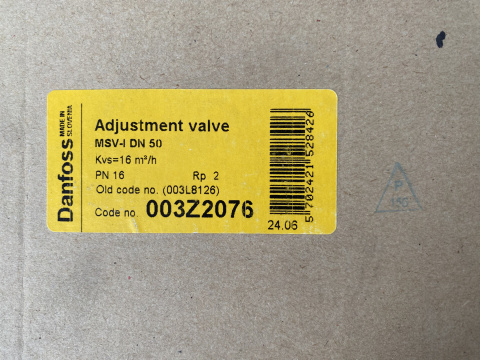 Danfoss
MADE IN
SLOVENIA
Adjustment valve
MSV-I DN 50
Kvs=16 m³/h
PN 16 Rp 2
Old code no. (003L8126)
Code no. 003Z2076
5 702421 528426
24.06